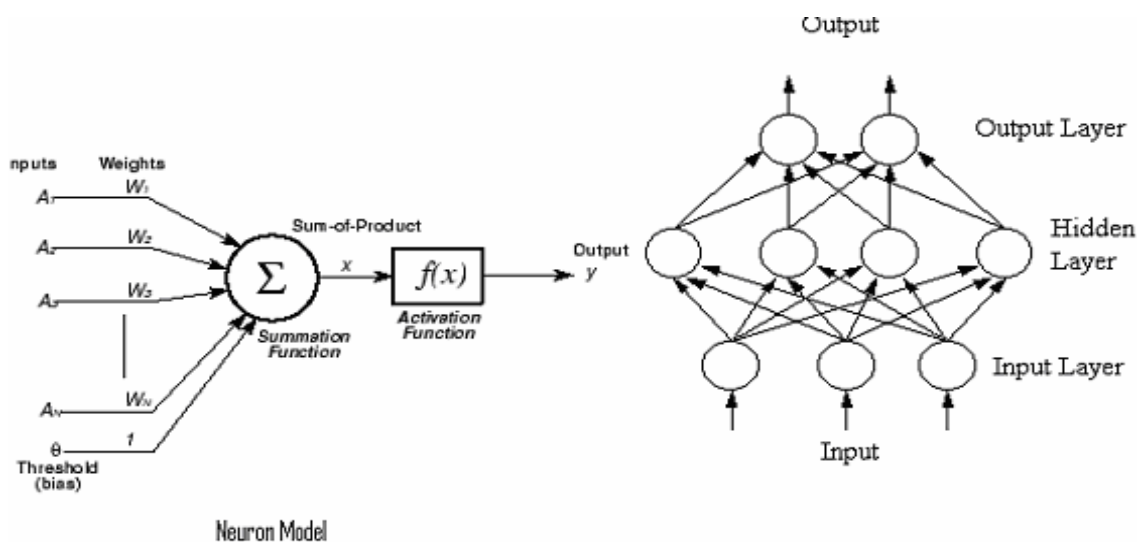 nputs Weights
A₁ W₁
A₂ W₂
A₃ W₃
Aₙ Wₙ
θ 1
Threshold
(bias)
Sum-of-Product
Σ
x
f(x)
Summation
Function
Activation
Function
Output
y
Neuron Model
Output
Output Layer
Hidden
Layer
Input Layer
Input